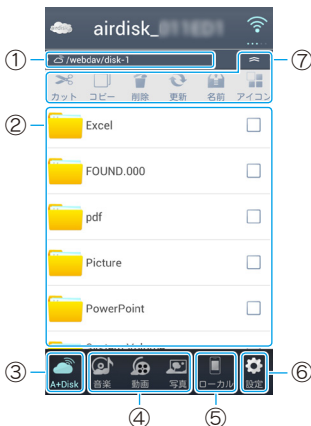 airdisk_
① /webdav/disk-1 ⑦
カット コピー 削除 更新 名前 アイコン
② Excel
FOUND.000
pdf
Picture
PowerPoint
③ A+Disk 音楽 動画 写真 ローカル 設定 ⑥
④ ⑤